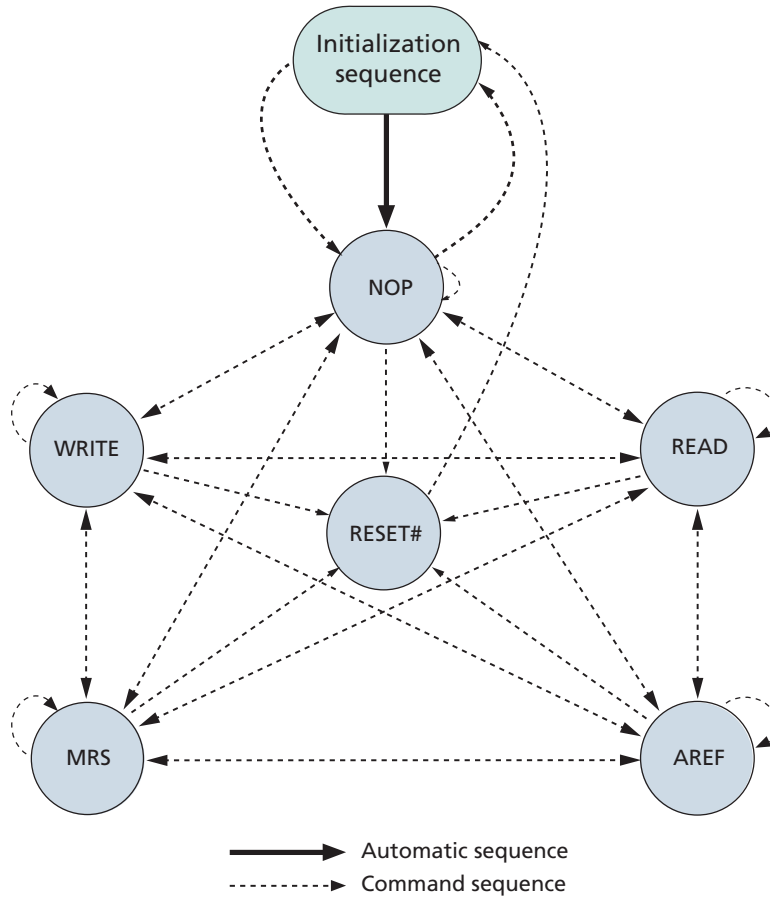 Initialization
sequence
NOP
WRITE
READ
RESET#
MRS
AREF
Automatic sequence
Command sequence